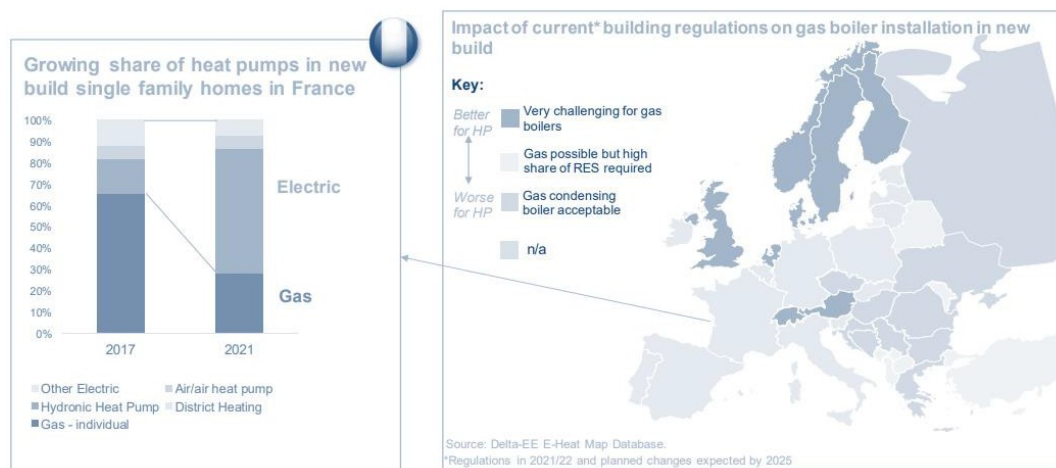 Growing share of heat pumps in new
build single family homes in France
100%
90%
80%
70%
60%
50%
40%
30%
20%
10%
0%
Electric
Gas
2017
2021
Other Electric
Air/air heat pump
Hydronic Heat Pump
District Heating
Gas - individual
Impact of current* building regulations on gas boiler installation in new
build
Key:
Better
for HP
Very challenging for gas
boilers
Gas possible but high
share of RES required
Worse
for HP
Gas condensing
boiler acceptable
n/a
Source: Delta-EE E-Heat Map Database.
*Regulations in 2021/22 and planned changes expected by 2025